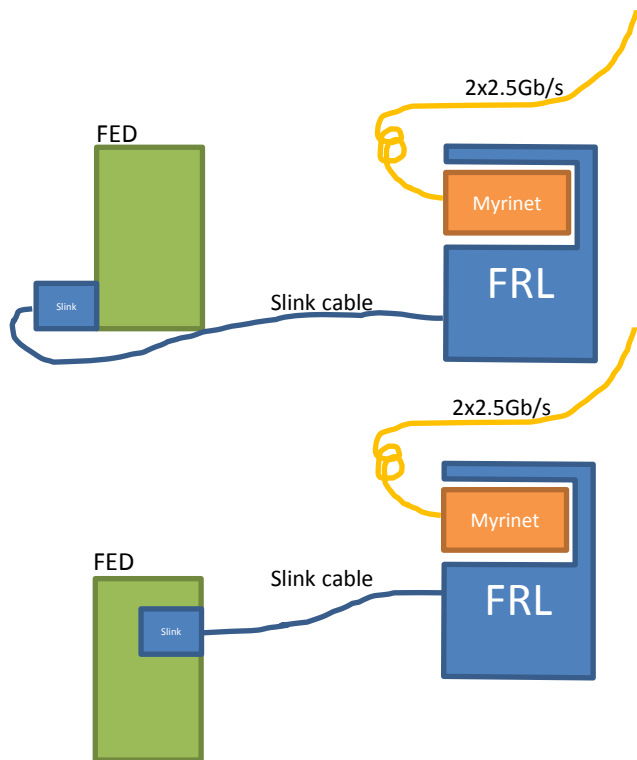 2x2.5Gb/s
FED
Myrinet
FRL
Slink
Slink cable
2x2.5Gb/s
Myrinet
FED
Slink cable
FRL
Slink